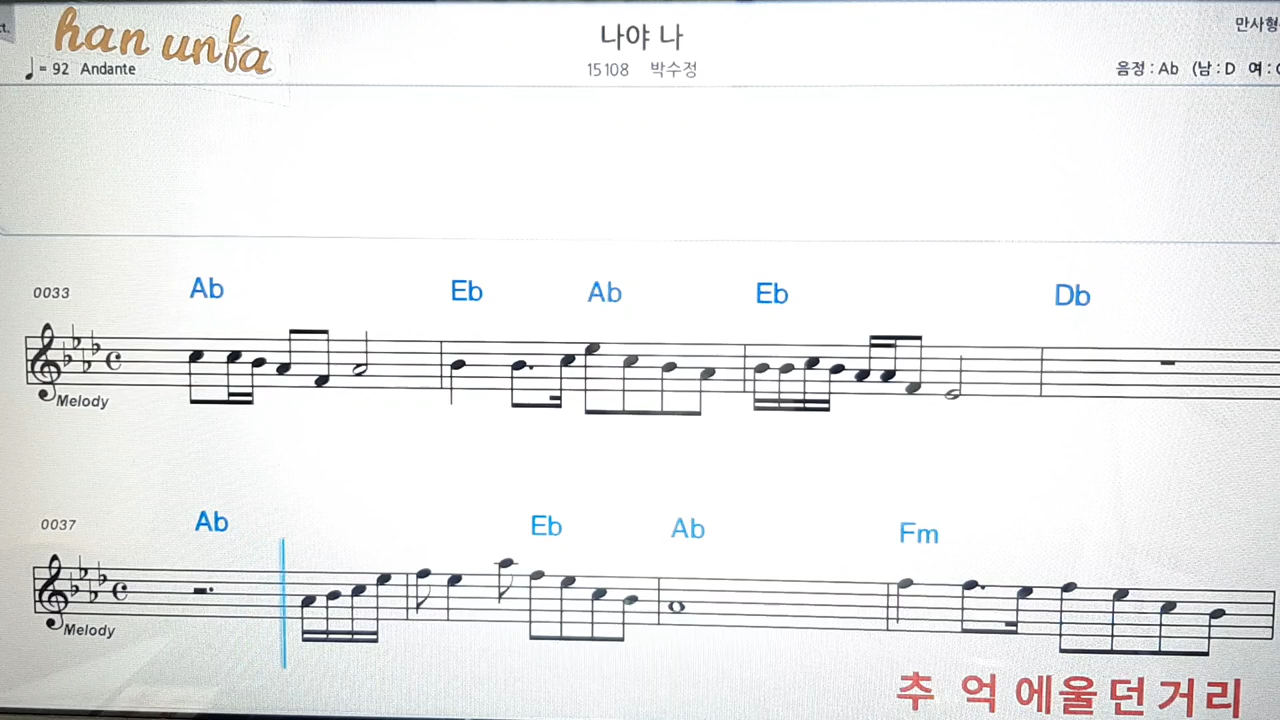 han unfa
나야 나
만사형
♩ = 92 Andante
15108 박수정
음정 : Ab (남 : D 여 :
0033
Ab Eb Ab Eb Db
Melody
0037
Ab Eb Ab Fm
Melody
추 억 에 울 던 거 리